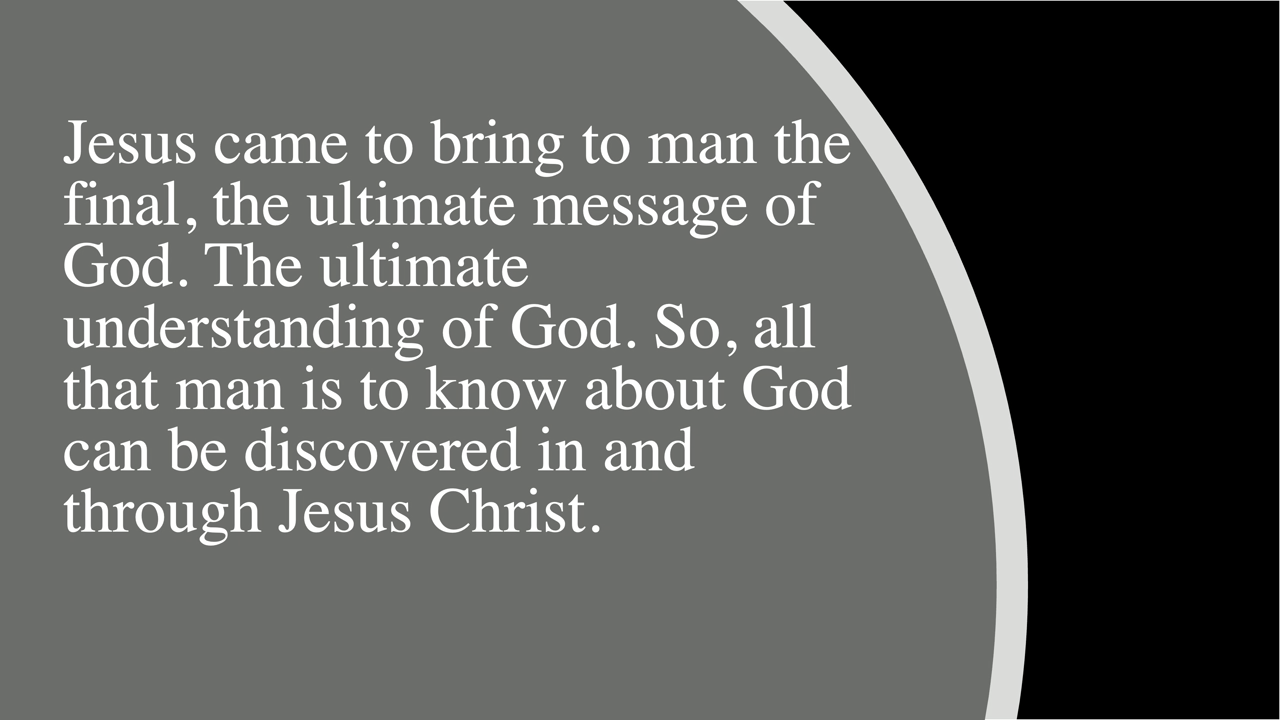 Jesus came to bring to man the
final, the ultimate message of
God. The ultimate
understanding of God. So, all
that man is to know about God
can be discovered in and
through Jesus Christ.